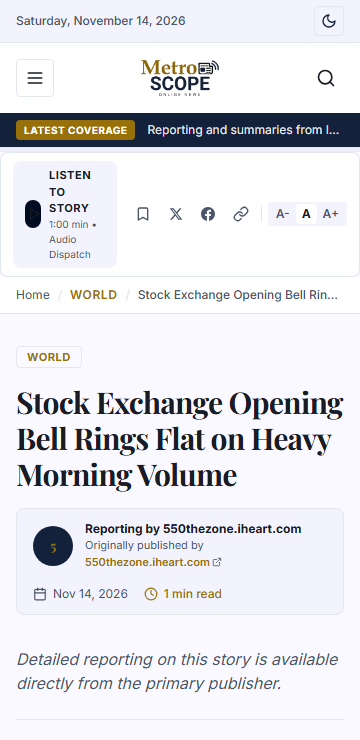 Saturday, November 14, 2026
Metro
SCOPE
ONLINE NEWS
LATEST COVERAGE Reporting and summaries from I...
LISTEN
TO
STORY
1:00 min •
Audio
Dispatch
A- A A+
Home / WORLD / Stock Exchange Opening Bell Rin...
WORLD
Stock Exchange Opening
Bell Rings Flat on Heavy
Morning Volume
5
Reporting by 550thezone.iheart.com
Originally published by
550thezone.iheart.com
Nov 14, 2026 1 min read
Detailed reporting on this story is available
directly from the primary publisher.